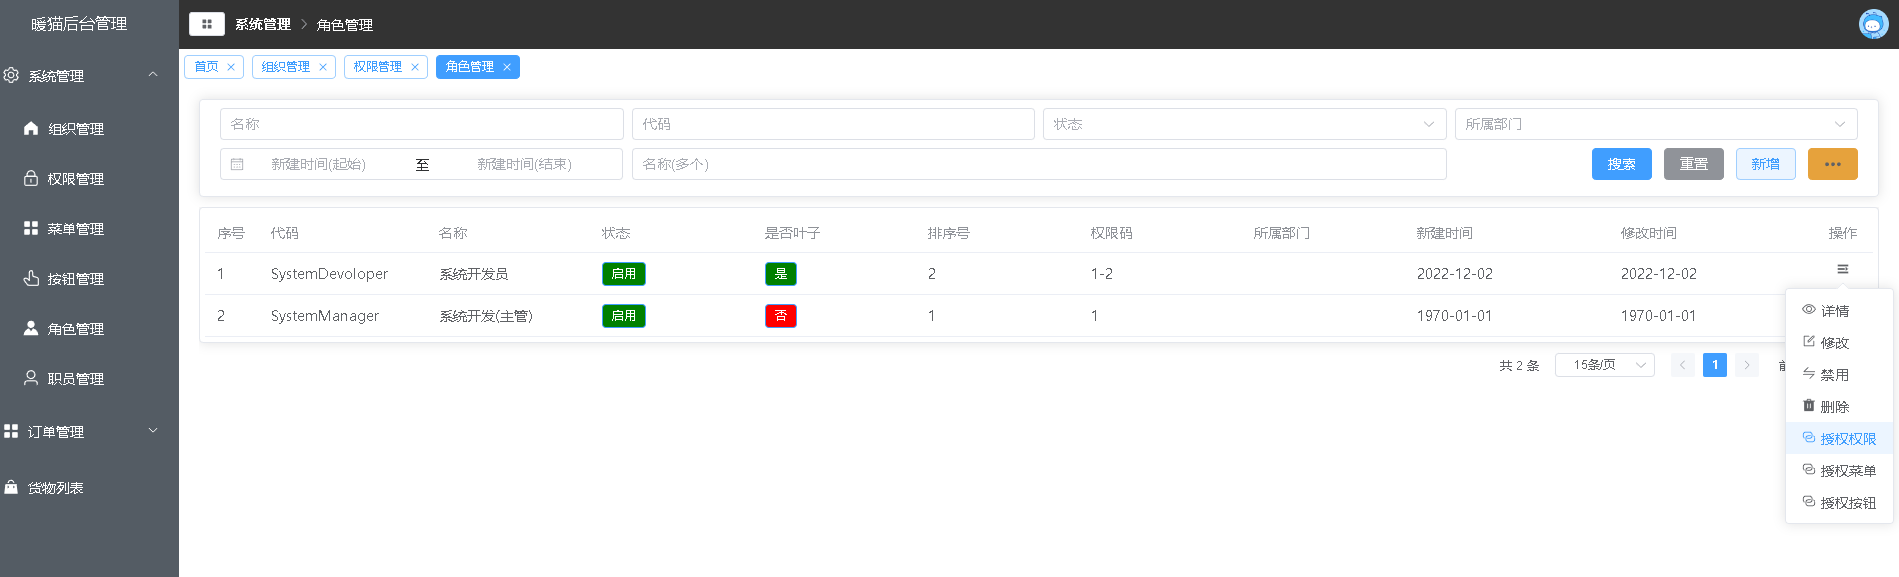 暖猫后台管理
系统管理
组织管理
权限管理
菜单管理
按钮管理
角色管理
职员管理
订单管理
货物列表
系统管理 > 角色管理
首页 × 组织管理 × 权限管理 × 角色管理 ×
名称 代码 状态 所属部门
新建时间(起始) 至 新建时间(结束) 名称(多个) 搜索 重置 新增 •••
序号 代码 名称 状态 是否叶子 排序号 权限码 所属部门 新建时间 修改时间 操作
1 SystemDevoloper 系统开发员 启用 是 2 1-2 2022-12-02 2022-12-02
2 SystemManager 系统开发(主管) 启用 否 1 1 1970-01-01 1970-01-01
共 2 条 15条/页 < 1 >
详情
修改
禁用
删除
授权权限
授权菜单
授权按钮